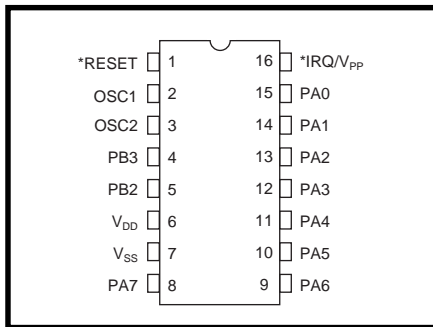 *RESET 1 16 *IRQ/VPP
OSC1 2 15 PA0
OSC2 3 14 PA1
PB3 4 13 PA2
PB2 5 12 PA3
VDD 6 11 PA4
VSS 7 10 PA5
PA7 8 9 PA6